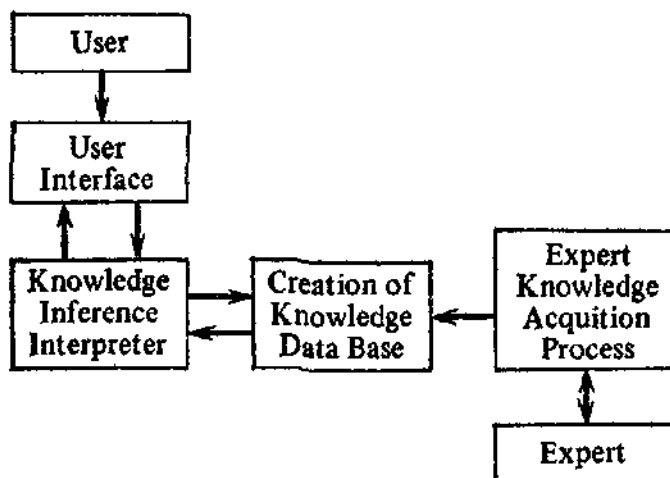 User
User
Interface
Knowledge
Inference
Interpreter
Creation of
Knowledge
Data Base
Expert
Knowledge
Acquition
Process
Expert